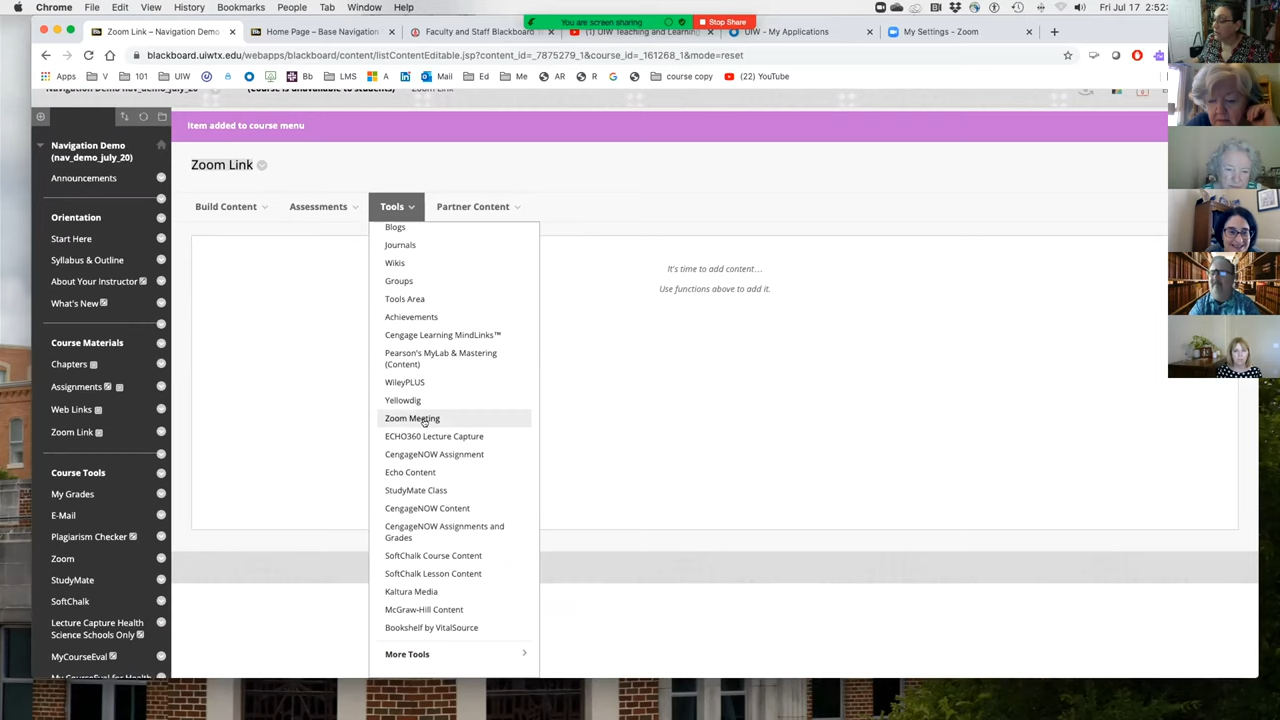 Chrome File Edit View History Bookmarks People Tab Window Help
Fri Jul 17 2:52
You are screen sharing Stop Share
Zoom Link – Navigation Demo
Home Page – Base Navigation
Faculty and Staff Blackboard
UIW Teaching and Learning
UIW - My Applications
My Settings - Zoom
blackboard.uiwtx.edu/webapps/blackboard/content/listContentEditable.jsp?content_id=_7875279_1&course_id=_161268_1&mode=reset
Apps V 101 UIW Bb LMS A Mail Ed Me AR R course copy (22) YouTube
Navigation Demo nav_demo_july_20 (Course is unavailable to students) Zoom Link
Item added to course menu
Navigation Demo
(nav_demo_july_20)
Announcements
Orientation
Start Here
Syllabus & Outline
About Your Instructor
What's New
Course Materials
Chapters
Assignments
Web Links
Zoom Link
Course Tools
My Grades
E-Mail
Plagiarism Checker
Zoom
StudyMate
SoftChalk
Lecture Capture Health
Science Schools Only
MyCourseEval
My CourseEval for Health
Zoom Link
Build Content Assessments Tools Partner Content
Blogs
Journals
Wikis
Groups
Tools Area
Achievements
Cengage Learning MindLinks™
Pearson's MyLab & Mastering
(Content)
WileyPLUS
Yellowdig
Zoom Meeting
ECHO360 Lecture Capture
CengageNOW Assignment
Echo Content
StudyMate Class
CengageNOW Content
CengageNOW Assignments and
Grades
SoftChalk Course Content
SoftChalk Lesson Content
Kaltura Media
McGraw-Hill Content
Bookshelf by VitalSource
More Tools
It's time to add content…
Use functions above to add it.